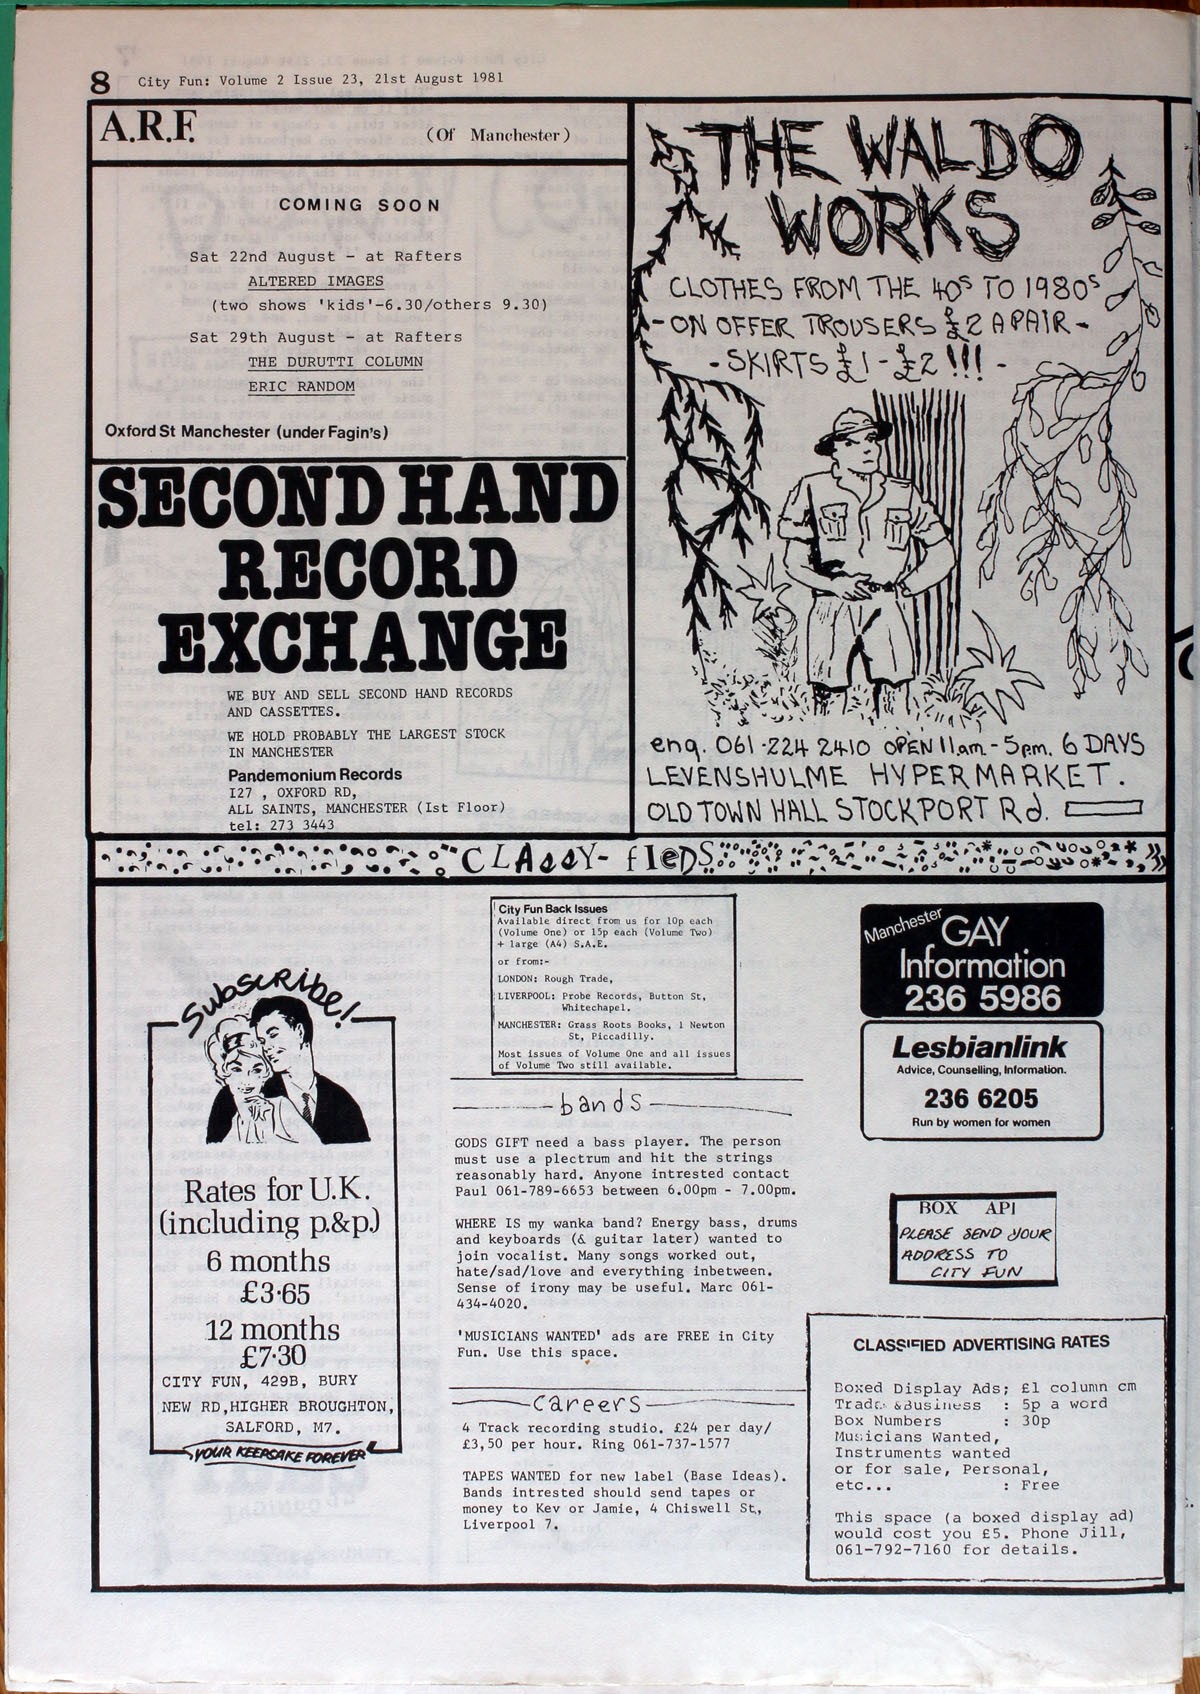 8 City Fun: Volume 2 Issue 23, 21st August 1981
A.R.F. (Of Manchester)
COMING SOON
Sat 22nd August - at Rafters
ALTERED IMAGES
(two shows 'kids'-6.30/others 9.30)
Sat 29th August - at Rafters
THE DURUTTI COLUMN
ERIC RANDOM
Oxford St Manchester (under Fagin's)
SECOND HAND
RECORD
EXCHANGE
WE BUY AND SELL SECOND HAND RECORDS
AND CASSETTES.
WE HOLD PROBABLY THE LARGEST STOCK
IN MANCHESTER
Pandemonium Records
I27 , OXFORD RD,
ALL SAINTS, MANCHESTER (Ist Floor)
tel: 273 3443
THE WALDO
WORKS
CLOTHES FROM THE 40S TO 1980S
-ON OFFER TROUSERS £2 A PAIR-
-SKIRTS £1-£2 !!! -
enq. 061-224 2410 OPEN 11am-5pm. 6 DAYS
LEVENSHULME HYPERMARKET.
OLD TOWN HALL STOCKPORT Rd.
CLAssY-fIeDS
Subscribe!
Rates for U.K.
(including p.&p.)
6 months
£3·65
12 months
£7·30
CITY FUN, 429B, BURY
NEW RD,HIGHER BROUGHTON,
SALFORD, M7.
YOUR KEEPSAKE FOREVER
City Fun Back Issues
Available direct from us for 10p each
(Volume One) or 15p each (Volume Two)
+ large (A4) S.A.E.
or from:-
LONDON: Rough Trade,
LIVERPOOL: Probe Records, Button St,
Whitechapel.
MANCHESTER: Grass Roots Books, 1 Newton
St, Piccadilly.
Most issues of Volume One and all issues
of Volume Two still available.
bands
GODS GIFT need a bass player. The person
must use a plectrum and hit the strings
reasonably hard. Anyone intrested contact
Paul 061-789-6653 between 6.00pm - 7.00pm.
WHERE IS my wanka band? Energy bass, drums
and keyboards (& guitar later) wanted to
join vocalist. Many songs worked out,
hate/sad/love and everything inbetween.
Sense of irony may be useful. Marc 061-
434-4020.
'MUSICIANS WANTED' ads are FREE in City
Fun. Use this space.
careers
4 Track recording studio. £24 per day/
£3,50 per hour. Ring 061-737-1577
TAPES WANTED for new label (Base Ideas).
Bands intrested should send tapes or
money to Kev or Jamie, 4 Chiswell St.,
Liverpool 7.
Manchester GAY
Information
236 5986
Lesbianlink
Advice, Counselling, Information.
236 6205
Run by women for women
BOX AP1
PLEASE SEND YOUR
ADDRESS TO
CITY FUN
CLASSIFIED ADVERTISING RATES
Boxed Display Ads; £1 column cm
Trade &Business : 5p a word
Box Numbers : 30p
Musicians Wanted,
Instruments wanted
or for sale, Personal,
etc... : Free
This space (a boxed display ad)
would cost you £5. Phone Jill,
061-792-7160 for details.